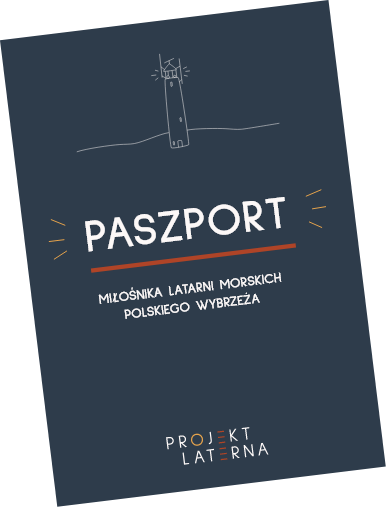 PASZPORT
MIŁOŚNIKA LATARNI MORSKICH
POLSKIEGO WYBRZEŻA
PROJEKT
LATERNA